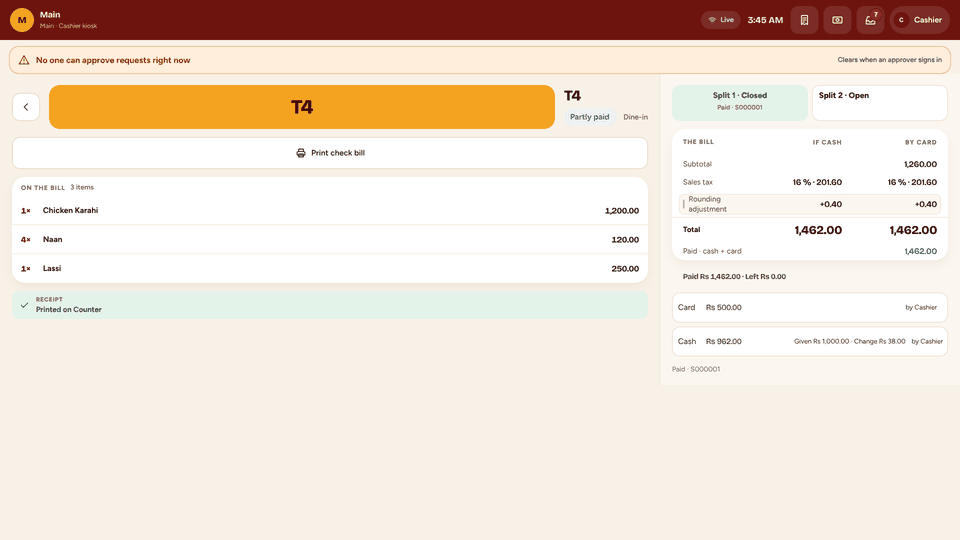 M
Main
Main · Cashier kiosk
Live
3:45 AM
7
C
Cashier
No one can approve requests right now
Clears when an approver signs in
T4
T4
Partly paid
Dine-in
Print check bill
ON THE BILL 3 items
1× Chicken Karahi 1,200.00
4× Naan 120.00
1× Lassi 250.00
RECEIPT
Printed on Counter
Split 1 · Closed
Paid · S000001
Split 2 · Open
THE BILL IF CASH BY CARD
Subtotal 1,260.00
Sales tax 16 % · 201.60 16 % · 201.60
Rounding
adjustment +0.40 +0.40
Total 1,462.00 1,462.00
Paid · cash + card 1,462.00
Paid Rs 1,462.00 · Left Rs 0.00
Card Rs 500.00 by Cashier
Cash Rs 962.00 Given Rs 1,000.00 · Change Rs 38.00 by Cashier
Paid · S000001